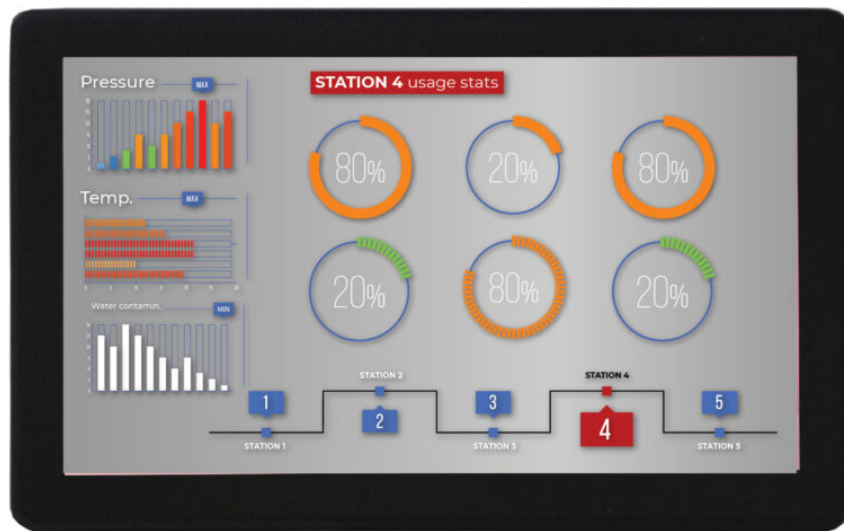 Pressure
MAX
STATION 4 usage stats
80%
20%
80%
Temp.
MAX
20%
80%
20%
Water contamin.
MIN
STATION 2
STATION 4
1
3
5
2
4
STATION 1
STATION 3
STATION 5